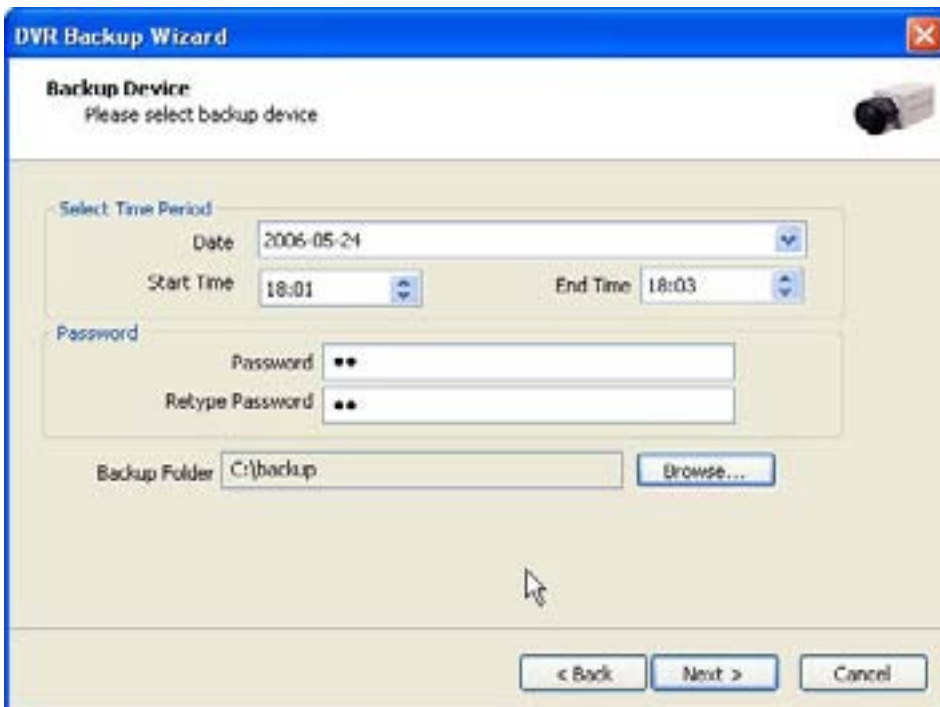 DVR Backup Wizard
Backup Device
Please select backup device
Select Time Period
Date 2006-05-24
Start Time 18:01 End Time 18:03
Password
Password ••
Retype Password ••
Backup Folder C:\backup Browse...
< Back Next > Cancel